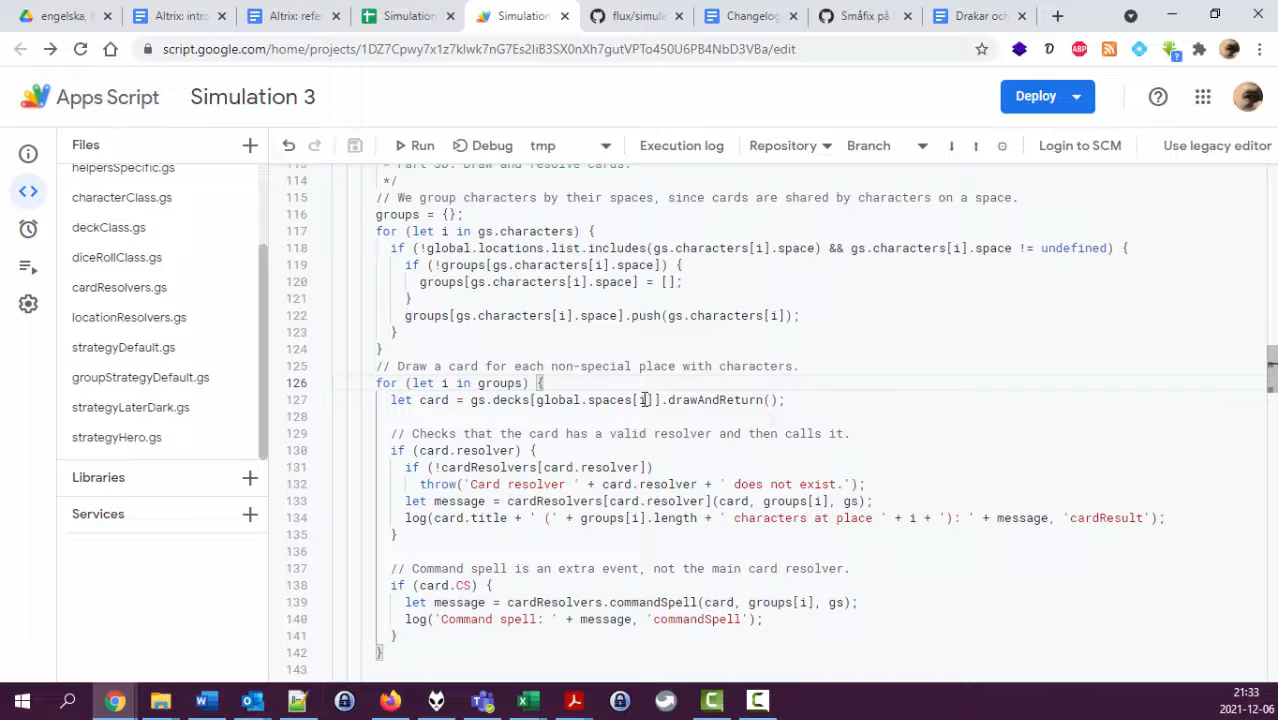 engelska,
Altrix: intro
Altrix: refer
Simulation
Simulation
flux/simule
Changelog
Småfix på
Drakar och
script.google.com/home/projects/1DZ7Cpwy7x1z7klwk7nG7Es2IiB3SX0nXh7gutVPTo450U6PB4NbD3VBa/edit
Apps Script
Simulation 3
Deploy
Files
Run
Debug
tmp
Execution log
Repository
Branch
Login to SCM
Use legacy editor
helpersSpecific.gs
characterClass.gs
deckClass.gs
diceRollClass.gs
cardResolvers.gs
locationResolvers.gs
strategyDefault.gs
groupStrategyDefault.gs
strategyLaterDark.gs
strategyHero.gs
Libraries
Services
113 * Part 3D: Draw and resolve cards.
114 */
115 // We group characters by their spaces, since cards are shared by characters on a space.
116 groups = {};
117 for (let i in gs.characters) {
118 if (!global.locations.list.includes(gs.characters[i].space) && gs.characters[i].space != undefined) {
119 if (!groups[gs.characters[i].space]) {
120 groups[gs.characters[i].space] = [];
121 }
122 groups[gs.characters[i].space].push(gs.characters[i]);
123 }
124 }
125 // Draw a card for each non-special place with characters.
126 for (let i in groups) {
127 let card = gs.decks[global.spaces[i]].drawAndReturn();
128
129 // Checks that the card has a valid resolver and then calls it.
130 if (card.resolver) {
131 if (!cardResolvers[card.resolver])
132 throw('Card resolver ' + card.resolver + ' does not exist.');
133 let message = cardResolvers[card.resolver](card, groups[i], gs);
134 log(card.title + ' (' + groups[i].length + ' characters at place ' + i + '): ' + message, 'cardResult');
135 }
136
137 // Command spell is an extra event, not the main card resolver.
138 if (card.CS) {
139 let message = cardResolvers.commandSpell(card, groups[i], gs);
140 log('Command spell: ' + message, 'commandSpell');
141 }
142 }
143
21:33
2021-12-06